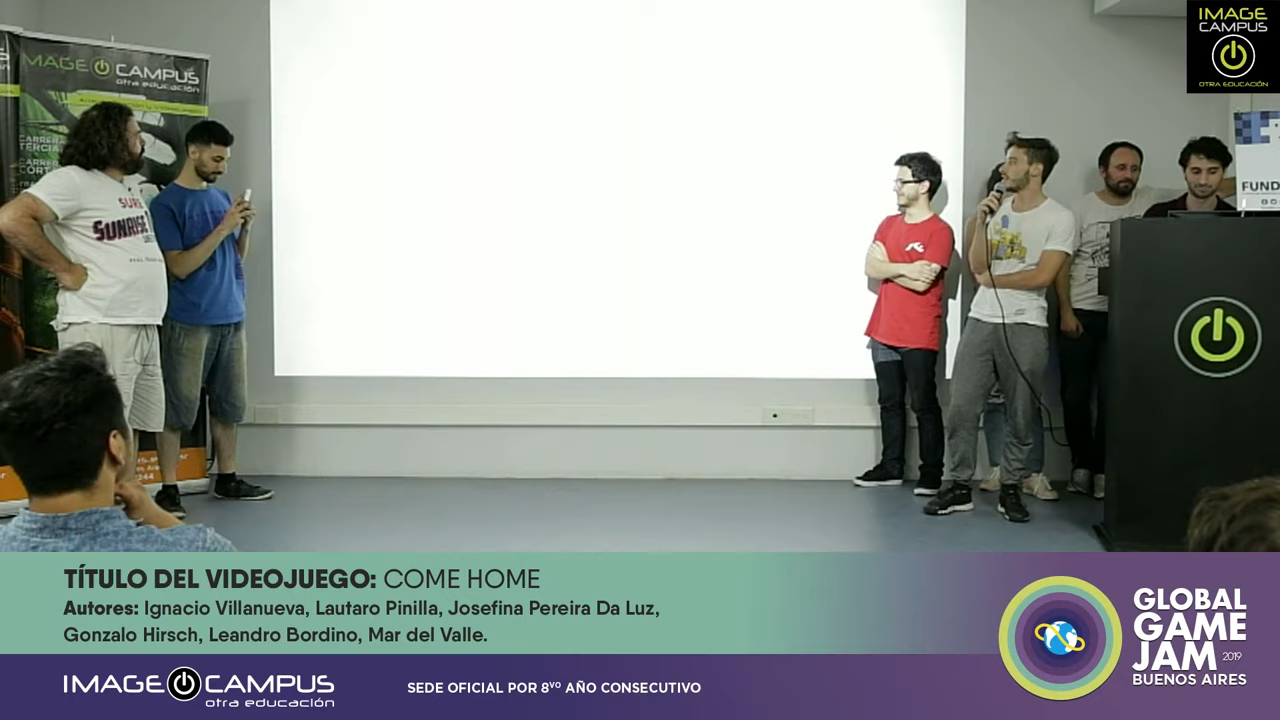 IMAGE
CAMPUS
OTRA EDUCACIÓN
MAGE CAMPUS
otra educación
SUNRISE
FUND
244
TÍTULO DEL VIDEOJUEGO: COME HOME
Autores: Ignacio Villanueva, Lautaro Pinilla, Josefina Pereira Da Luz,
Gonzalo Hirsch, Leandro Bordino, Mar del Valle.
IMAGE CAMPUS
otra educación
SEDE OFICIAL POR 8VO AÑO CONSECUTIVO
GLOBAL
GAME
JAM 2019
BUENOS AIRES